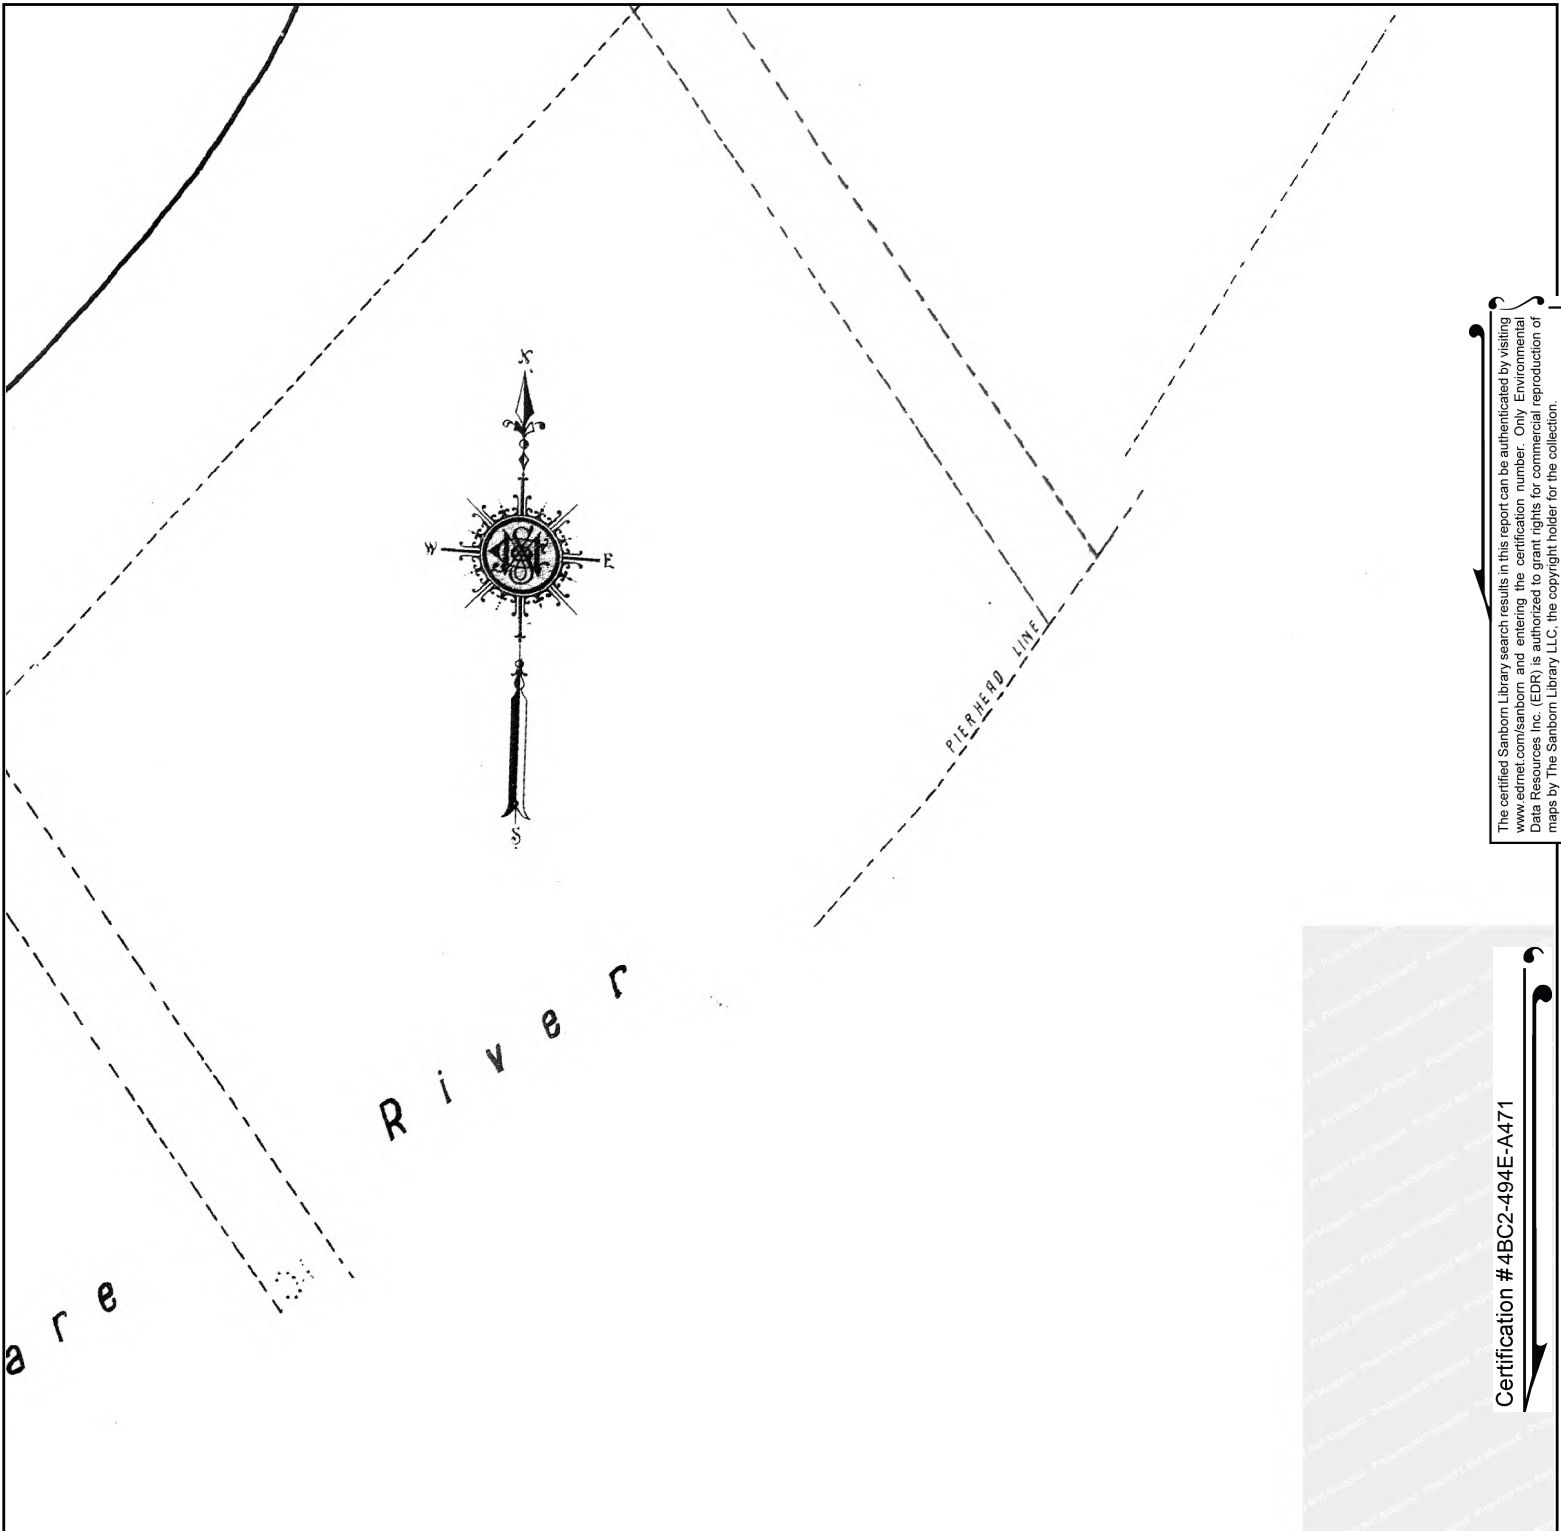 N
W
E
S
PIERHEAD LINE
are River
The certified Sanborn Library search results in this report can be authenticated by visiting
www.edrnet.com/sanborn and entering the certification number. Only Environmental
Data Resources Inc. (EDR) is authorized to grant rights for commercial reproduction of
maps by The Sanborn Library LLC, the copyright holder for the collection.
Certification # 4BC2-494E-A471